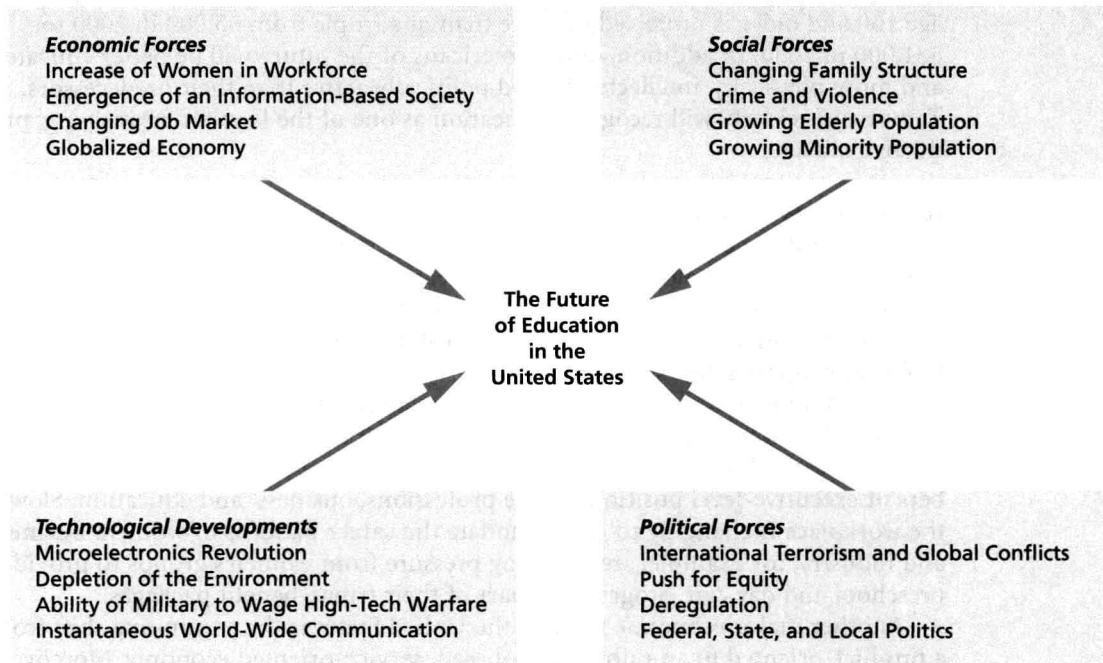 Economic Forces
Increase of Women in Workforce
Emergence of an Information-Based Society
Changing Job Market
Globalized Economy
Social Forces
Changing Family Structure
Crime and Violence
Growing Elderly Population
Growing Minority Population
The Future
of Education
in the
United States
Technological Developments
Microelectronics Revolution
Depletion of the Environment
Ability of Military to Wage High-Tech Warfare
Instantaneous World-Wide Communication
Political Forces
International Terrorism and Global Conflicts
Push for Equity
Deregulation
Federal, State, and Local Politics